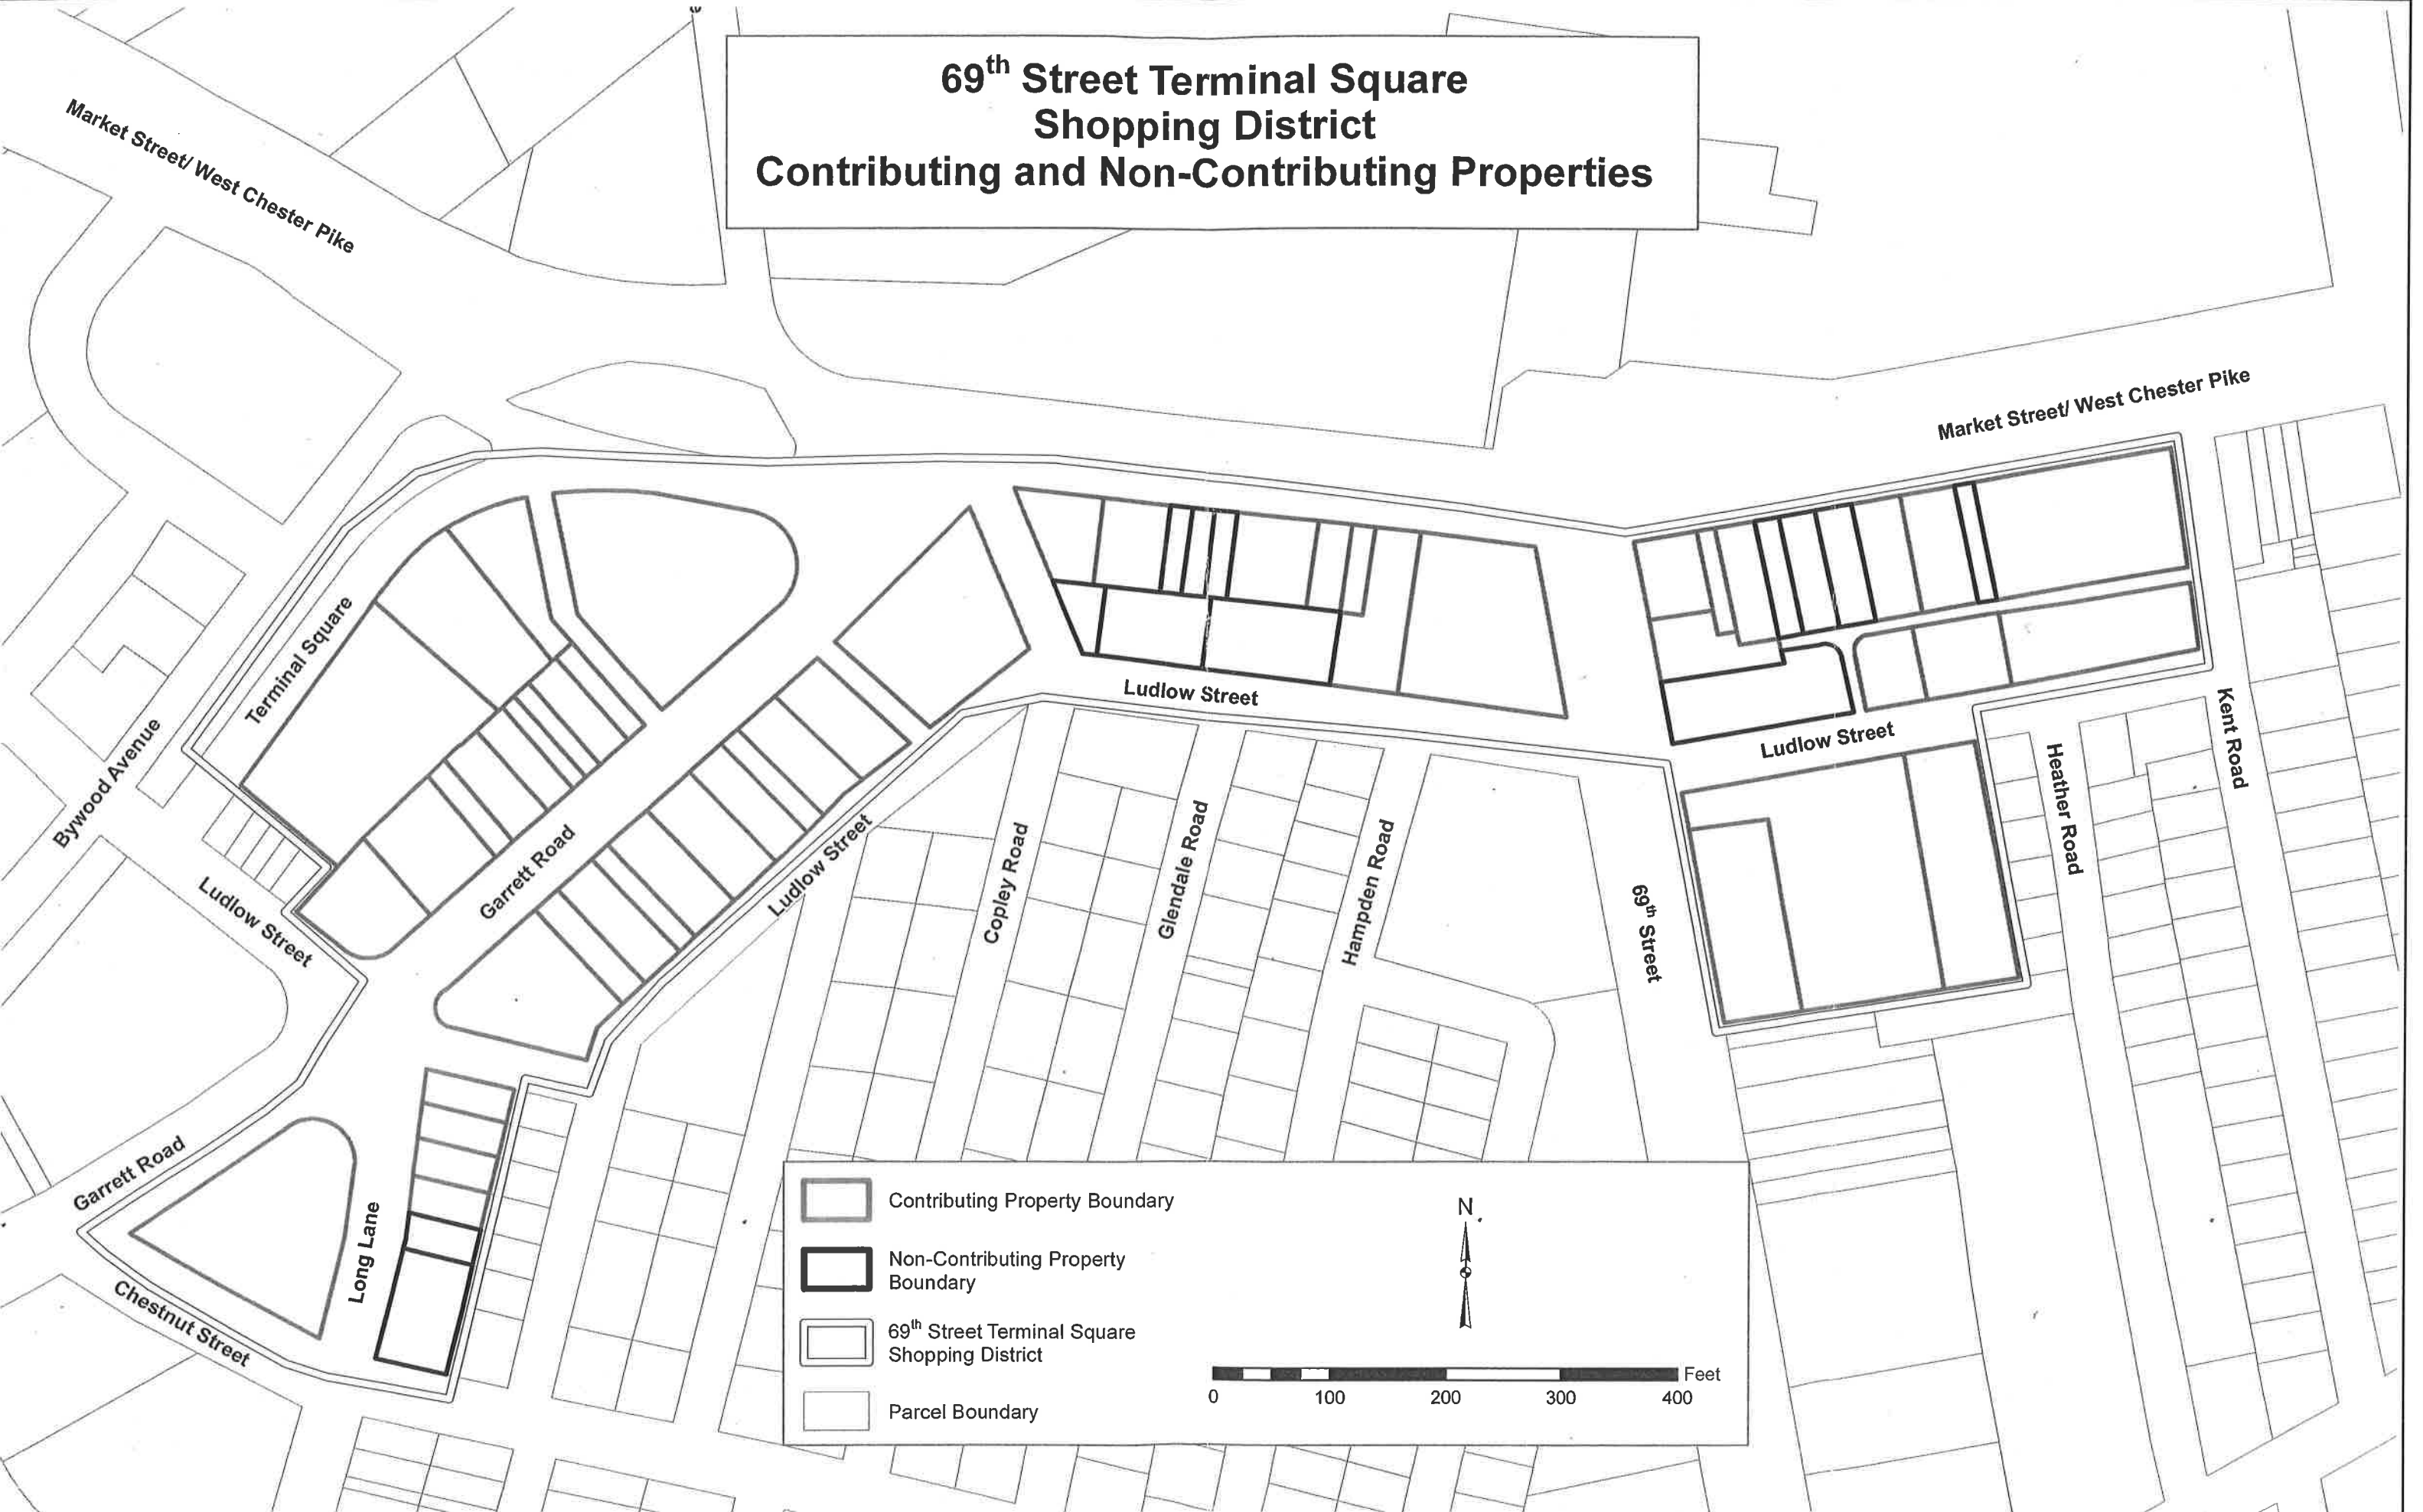 69th Street Terminal Square
Shopping District
Contributing and Non-Contributing Properties
Market Street/ West Chester Pike
Market Street/ West Chester Pike
Terminal Square
Bywood Avenue
Ludlow Street
Garrett Road
Ludlow Street
Ludlow Street
Ludlow Street
Copley Road
Glendale Road
Hampden Road
69th Street
Heather Road
Kent Road
Garrett Road
Long Lane
Chestnut Street
Contributing Property Boundary
Non-Contributing Property
Boundary
69th Street Terminal Square
Shopping District
Parcel Boundary
N
Feet
0 100 200 300 400